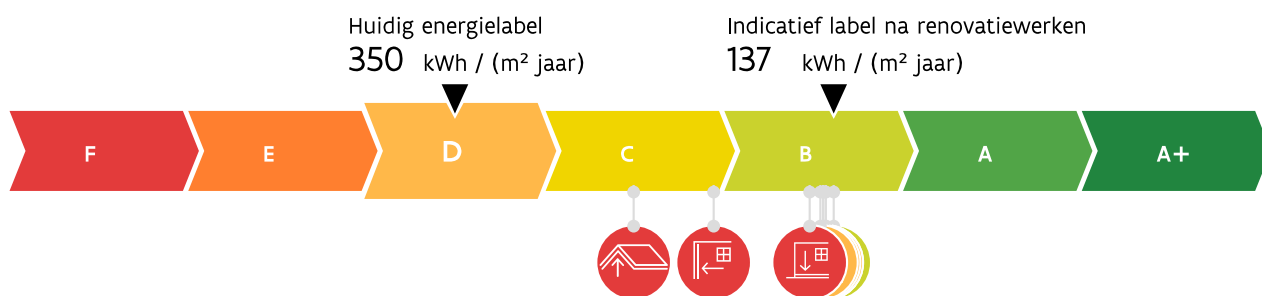 Huidig energielabel
350 kWh / (m² jaar)
Indicatief label na renovatiewerken
137 kWh / (m² jaar)
F E D C B A A+